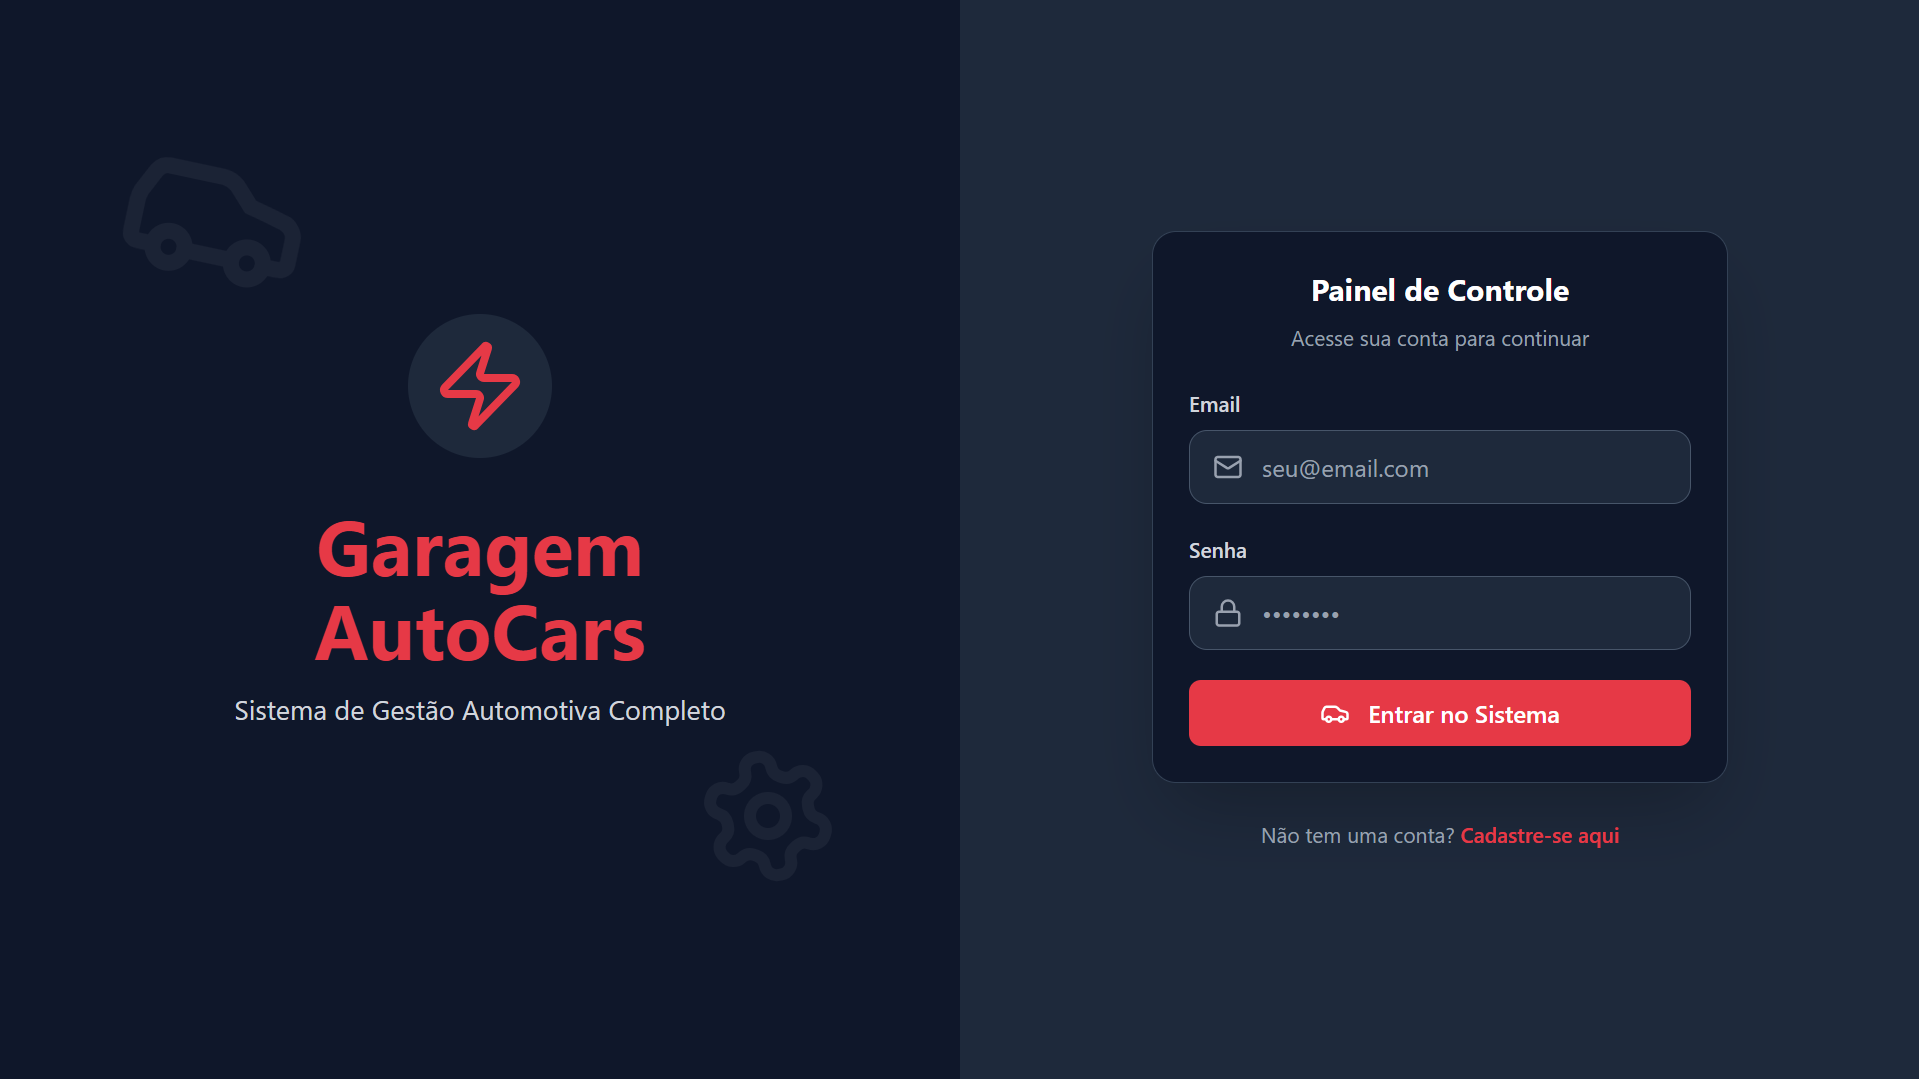 Garagem
AutoCars
Sistema de Gestão Automotiva Completo
Painel de Controle
Acesse sua conta para continuar
Email
seu@email.com
Senha
••••••••
Entrar no Sistema
Não tem uma conta? Cadastre-se aqui